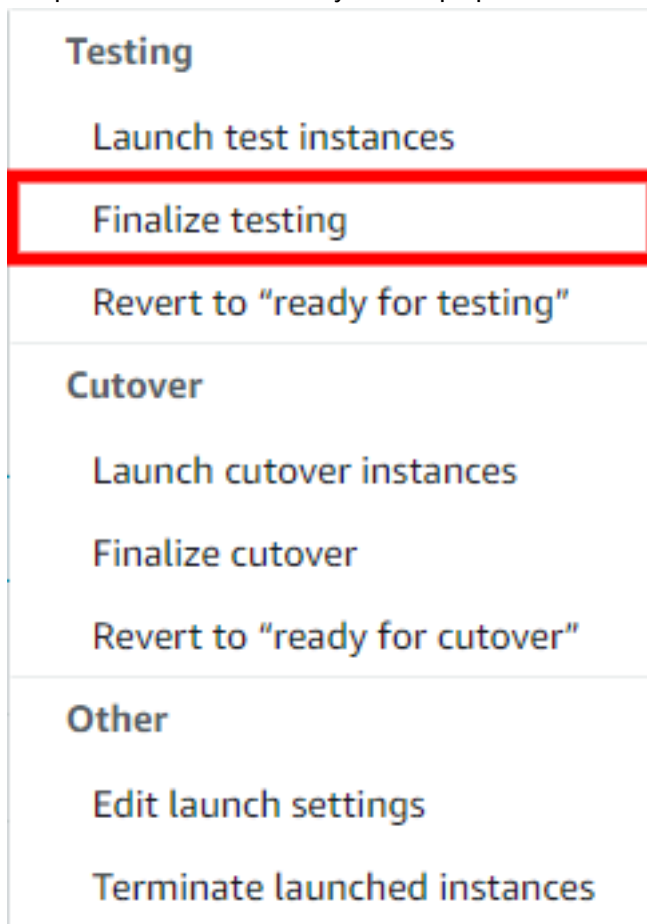 Testing
Launch test instances
Finalize testing
Revert to “ready for testing”
Cutover
Launch cutover instances
Finalize cutover
Revert to “ready for cutover”
Other
Edit launch settings
Terminate launched instances